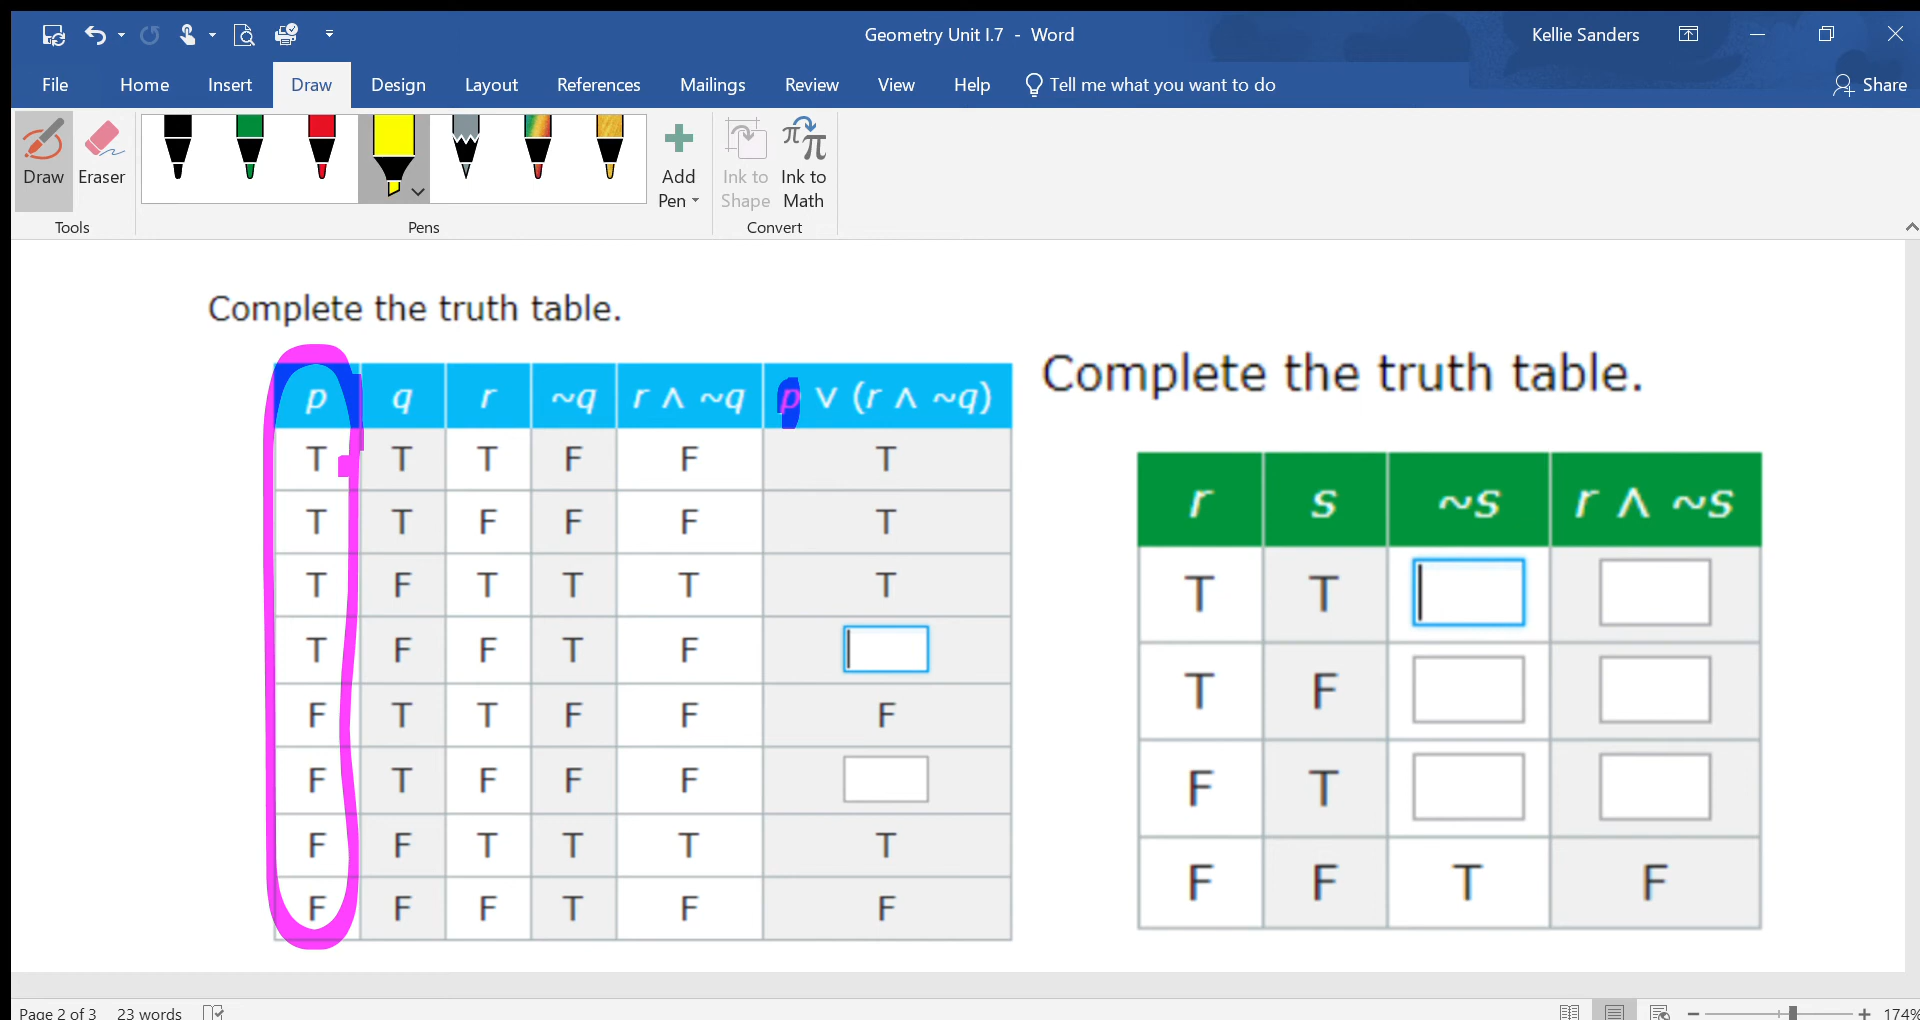 Geometry Unit I.7 - Word
Kellie Sanders
File Home Insert Draw Design Layout References Mailings Review View Help Tell me what you want to do Share
Draw Eraser
Add Pen
Ink to Shape
Ink to Math
Tools Pens Convert
Complete the truth table.
p q r ~q r ∧ ~q p ∨ (r ∧ ~q)
T T T F F T
T T F F F T
T F T T T T
T F F T F
F T T F F F
F T F F F
F F T T T T
F F F T F F
Complete the truth table.
r s ~s r ∧ ~s
T T
T F
F T
F F T F
Page 2 of 3 23 words
174%